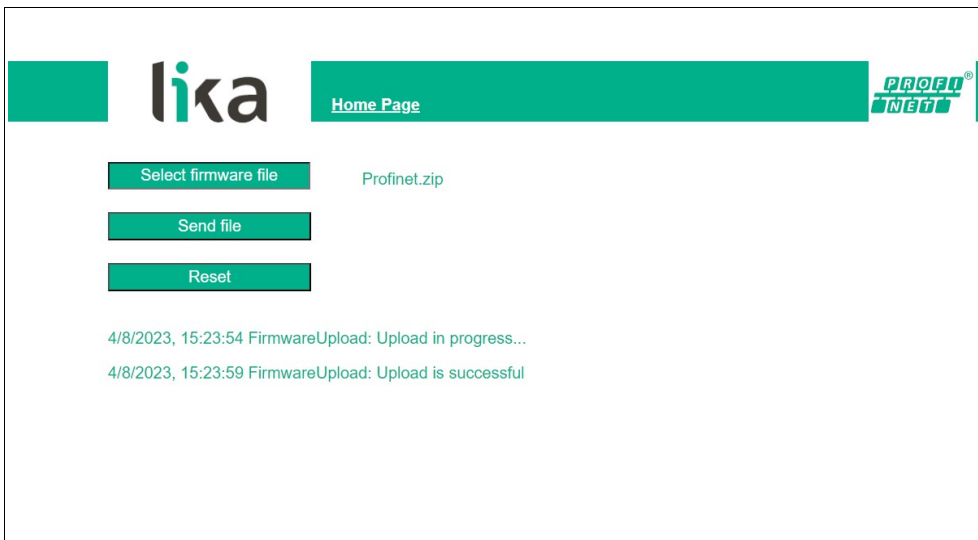 lika
Home Page
PROFI®
NET
Select firmware file
Profinet.zip
Send file
Reset
4/8/2023, 15:23:54 FirmwareUpload: Upload in progress...
4/8/2023, 15:23:59 FirmwareUpload: Upload is successful